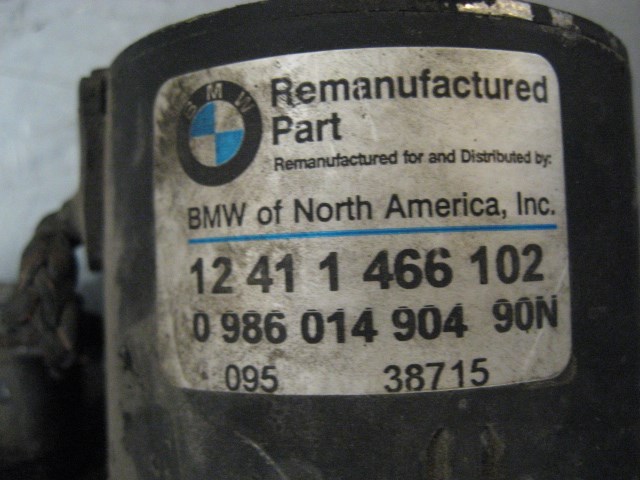 BMW
Remanufactured
Part
Remanufactured for and Distributed by:
BMW of North America, Inc.
12 41 1 466 102
0 986 014 904 90N
095 38715